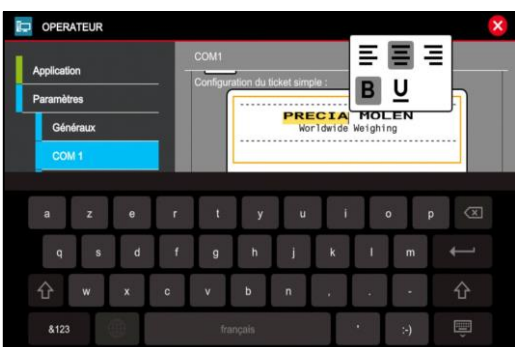 OPERATEUR
Application
Paramètres
Généraux
COM 1
COM1
Configuration du ticket simple :
B U
PRECIA MOLEN
Worldwide Weighing
a z e r t y u i o p
q s d f g h j k l m
w x c v b n , . -
&123 français ' :-)